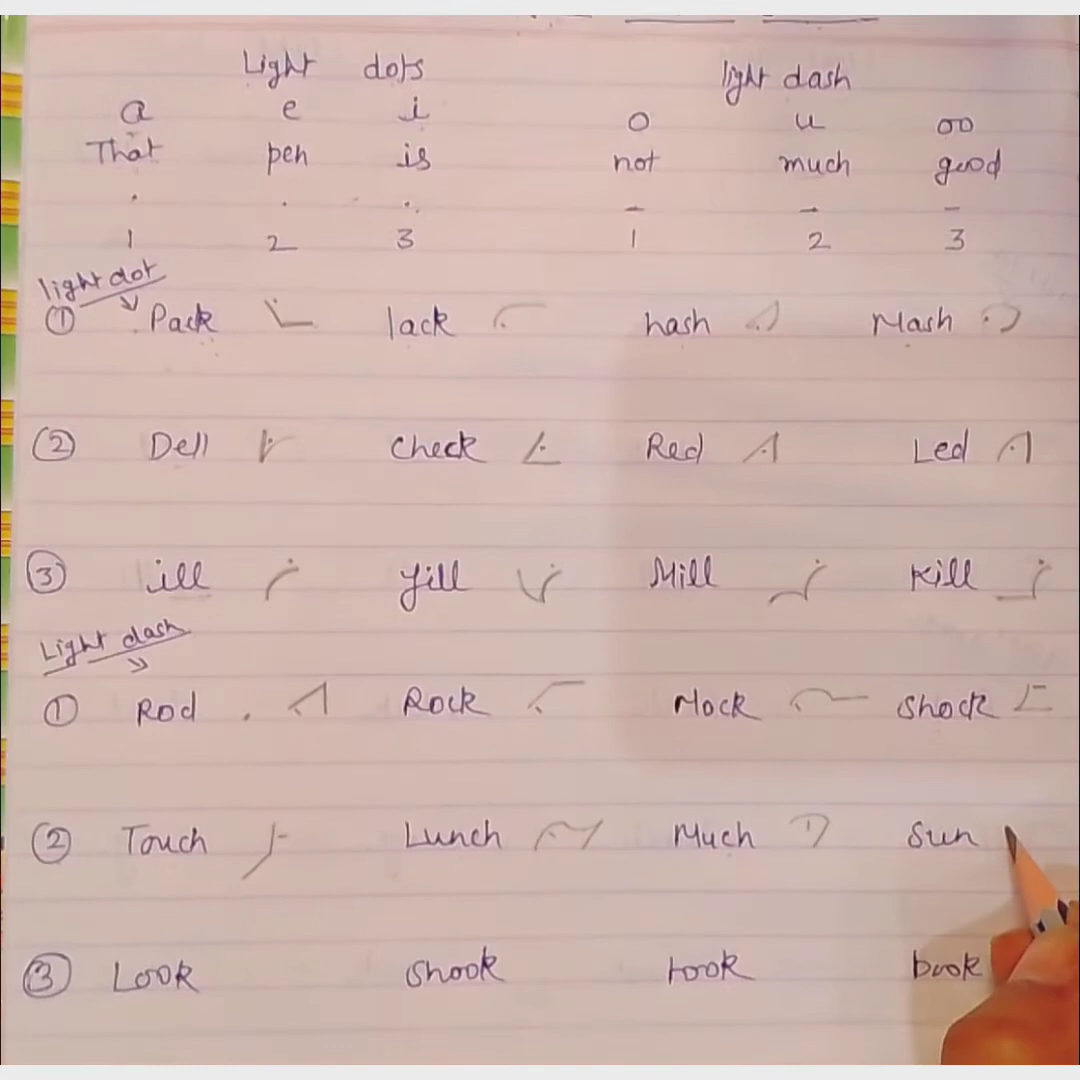 Light dots light dash
a e i o u oo
That pen is not much good
. . . - - -
1 2 3 1 2 3
light dot
① Pack lack hash Mash
② Dell Check Red Led
③ ill Jill Mill Kill
Light dash
① Rod Rock Mock Shock
② Touch Lunch Much Sun
③ Look Shook took book